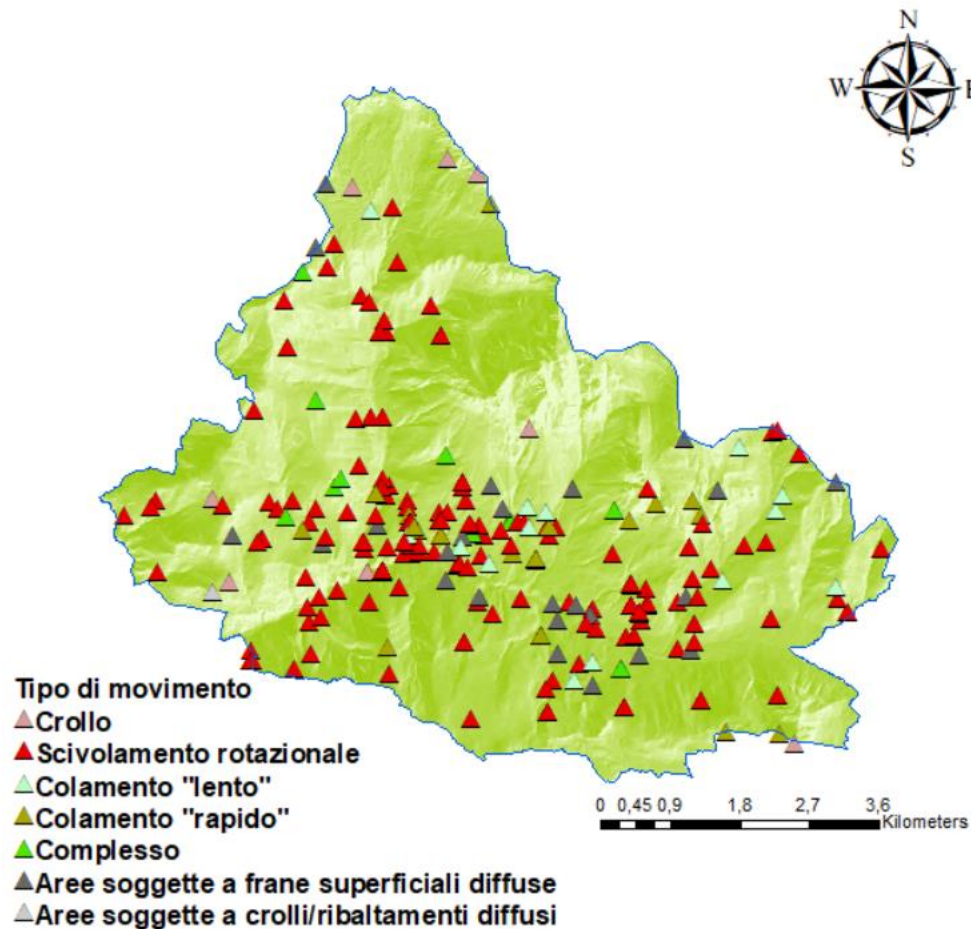 N
W E
S
Tipo di movimento
Crollo
Scivolamento rotazionale
Colamento "lento"
Colamento "rapido"
Complesso
Aree soggette a frane superficiali diffuse
Aree soggette a crolli/ribaltamenti diffusi
0 0,45 0,9 1,8 2,7 3,6
Kilometers